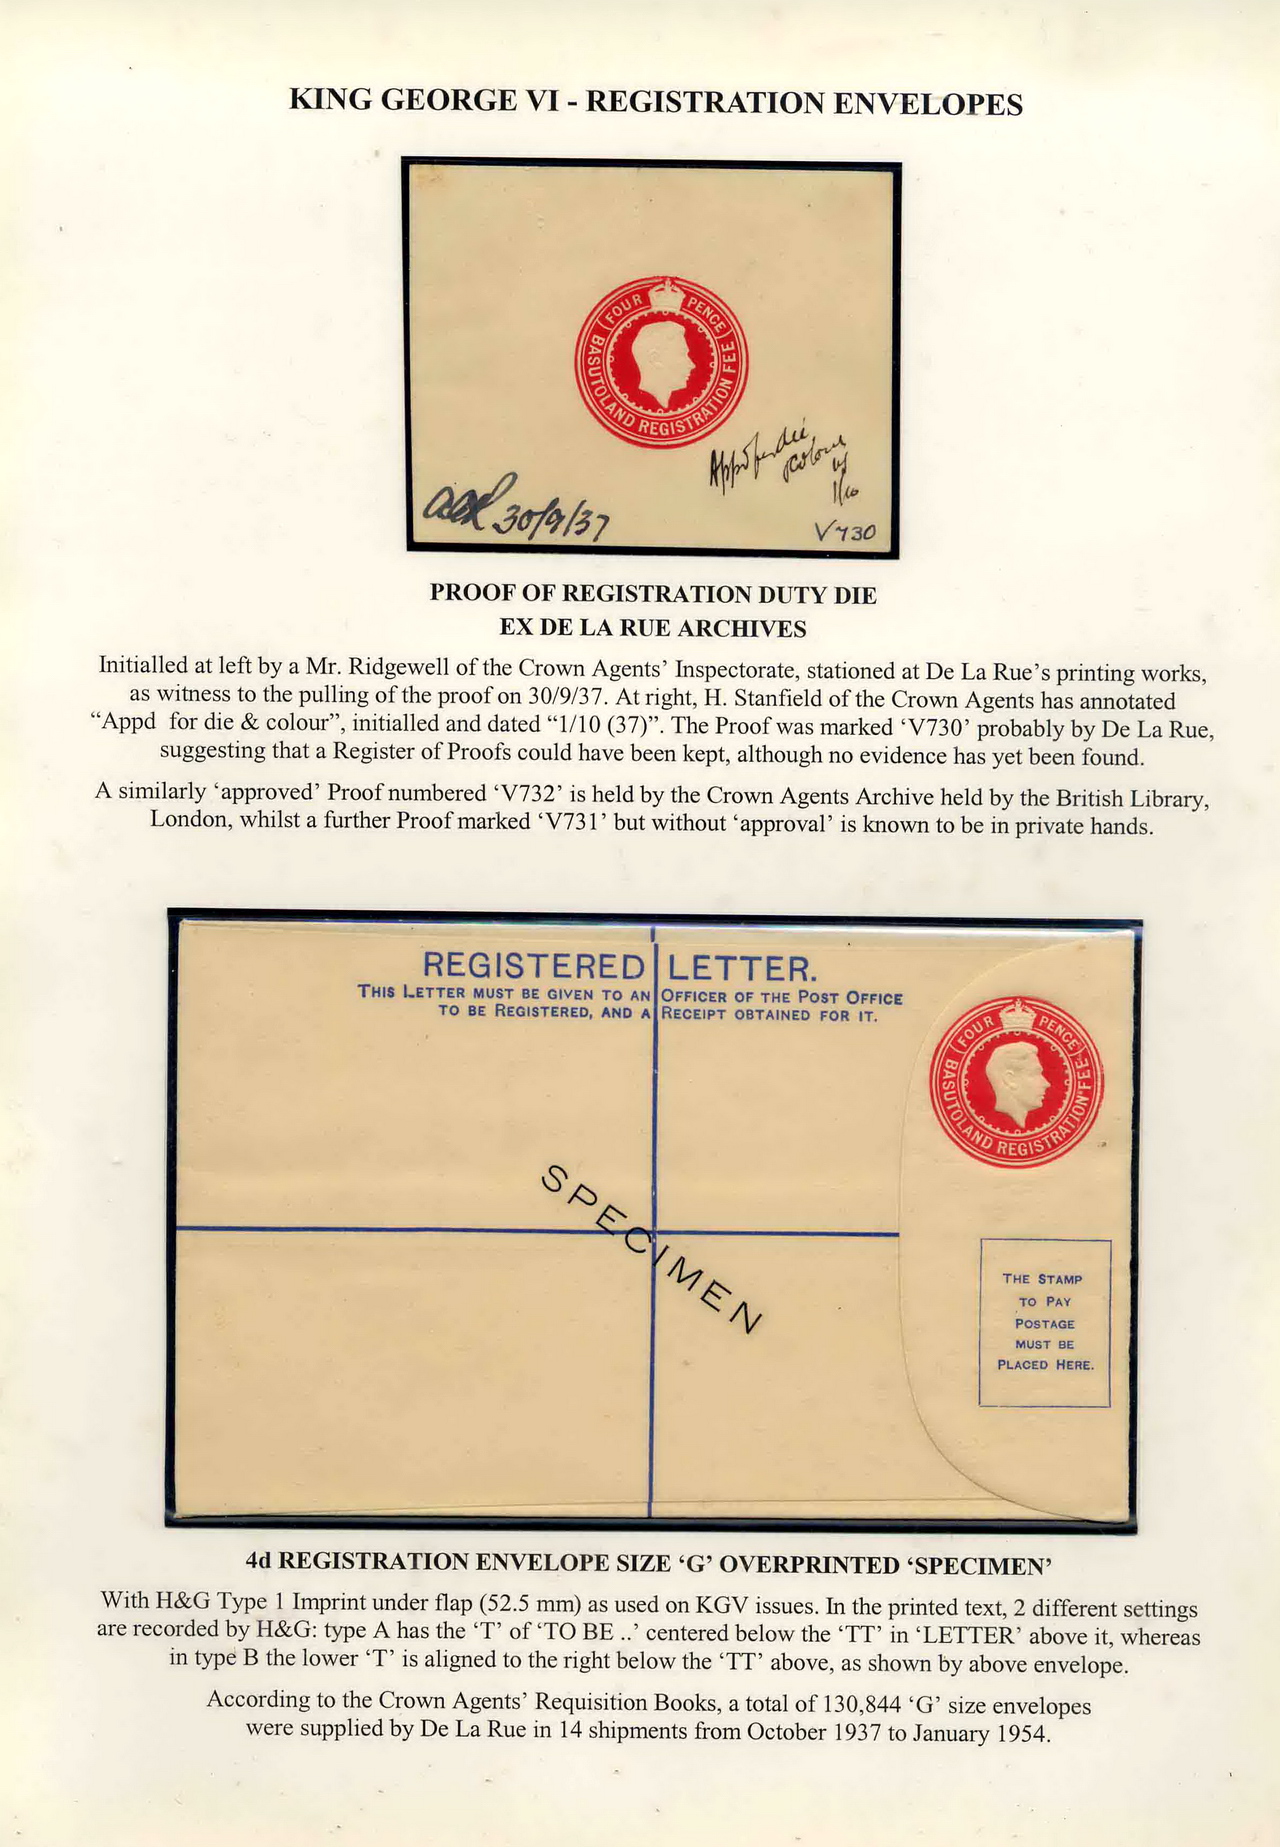 KING GEORGE VI - REGISTRATION ENVELOPES
(FOUR PENCE)
BASUTOLAND REGISTRATION FEE
Appd for die
& colour
1/10
30/9/37
V730
PROOF OF REGISTRATION DUTY DIE
EX DE LA RUE ARCHIVES
Initialled at left by a Mr. Ridgewell of the Crown Agents’ Inspectorate, stationed at De La Rue’s printing works,
as witness to the pulling of the proof on 30/9/37. At right, H. Stanfield of the Crown Agents has annotated
“Appd for die & colour”, initialled and dated “1/10 (37)”. The Proof was marked ‘V730’ probably by De La Rue,
suggesting that a Register of Proofs could have been kept, although no evidence has yet been found.
A similarly ‘approved’ Proof numbered ‘V732’ is held by the Crown Agents Archive held by the British Library,
London, whilst a further Proof marked ‘V731’ but without ‘approval’ is known to be in private hands.
REGISTERED LETTER.
THIS LETTER MUST BE GIVEN TO AN OFFICER OF THE POST OFFICE
TO BE REGISTERED, AND A RECEIPT OBTAINED FOR IT.
(FOUR PENCE)
BASUTOLAND REGISTRATION FEE
SPECIMEN
THE STAMP
TO PAY
POSTAGE
MUST BE
PLACED HERE.
4d REGISTRATION ENVELOPE SIZE ‘G’ OVERPRINTED ‘SPECIMEN’
With H&G Type 1 Imprint under flap (52.5 mm) as used on KGV issues. In the printed text, 2 different settings
are recorded by H&G: type A has the ‘T’ of ‘TO BE ..’ centered below the ‘TT’ in ‘LETTER’ above it, whereas
in type B the lower ‘T’ is aligned to the right below the ‘TT’ above, as shown by above envelope.
According to the Crown Agents’ Requisition Books, a total of 130,844 ‘G’ size envelopes
were supplied by De La Rue in 14 shipments from October 1937 to January 1954.